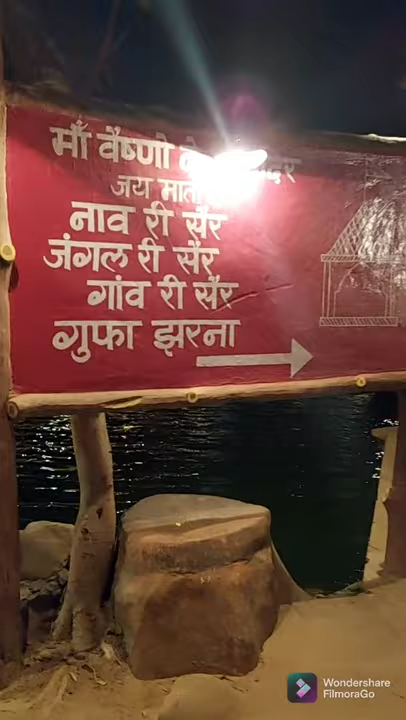 माँ वैष्णो
जय माता
नाव री सैर
जंगल री सैर
गांव री सैर
गुफा झरना
Wondershare
FilmoraGo